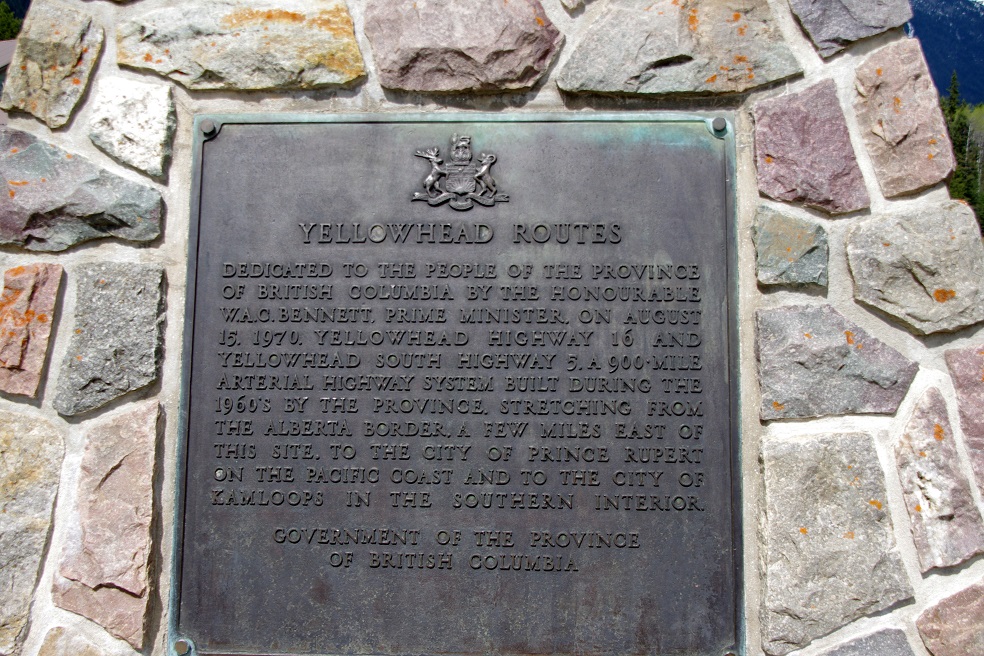 YELLOWHEAD ROUTES
DEDICATED TO THE PEOPLE OF THE PROVINCE
OF BRITISH COLUMBIA BY THE HONOURABLE
W.A.C. BENNETT, PRIME MINISTER, ON AUGUST
15, 1970, YELLOWHEAD HIGHWAY 16 AND
YELLOWHEAD SOUTH HIGHWAY 5, A 900-MILE
ARTERIAL HIGHWAY SYSTEM BUILT DURING THE
1960'S BY THE PROVINCE, STRETCHING FROM
THE ALBERTA BORDER, A FEW MILES EAST OF
THIS SITE, TO THE CITY OF PRINCE RUPERT
ON THE PACIFIC COAST AND TO THE CITY OF
KAMLOOPS IN THE SOUTHERN INTERIOR.
GOVERNMENT OF THE PROVINCE
OF BRITISH COLUMBIA